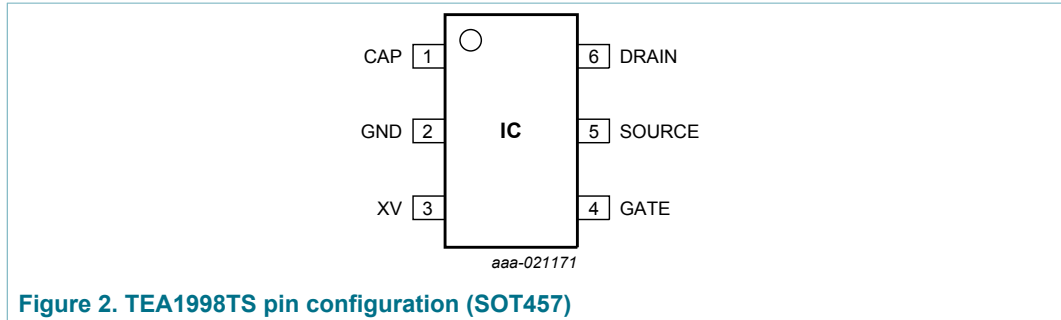 CAP 1 6 DRAIN
GND 2 IC 5 SOURCE
XV 3 4 GATE
aaa-021171
Figure 2. TEA1998TS pin configuration (SOT457)